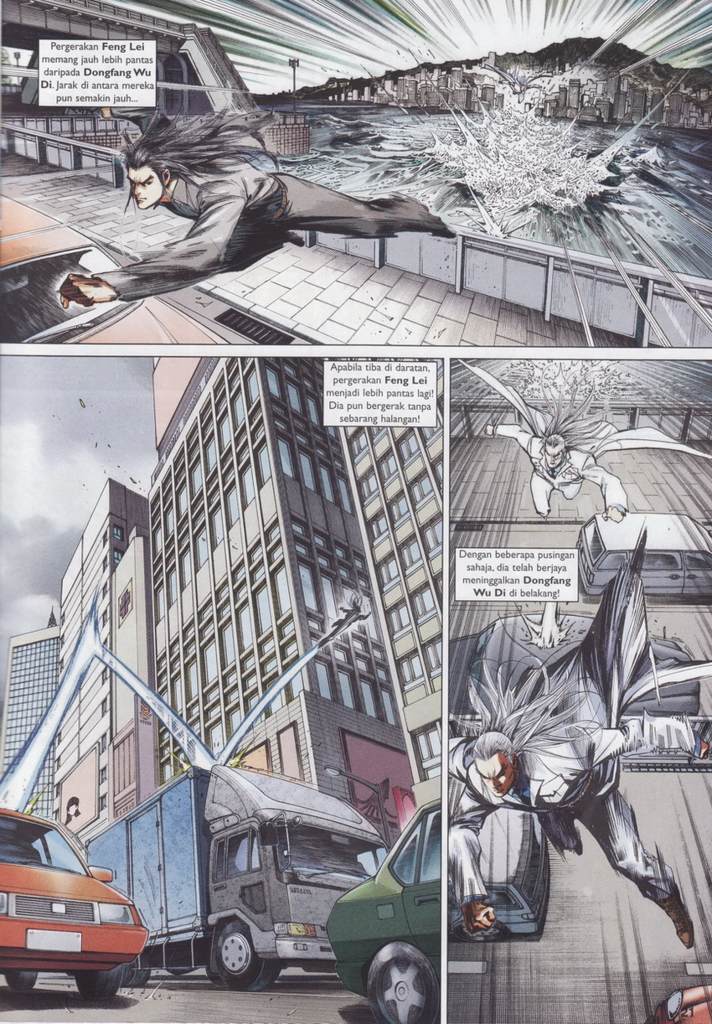 Pergerakan Feng Lei
memang jauh lebih pantas
daripada Dongfang Wu
Di. Jarak di antara mereka
pun semakin jauh...
Apabila tiba di daratan,
pergerakan Feng Lei
menjadi lebih pantas lagi!
Dia pun bergerak tanpa
sebarang halangan!
Dengan beberapa pusingan
sahaja, dia telah berjaya
meninggalkan Dongfang
Wu Di di belakang!
21